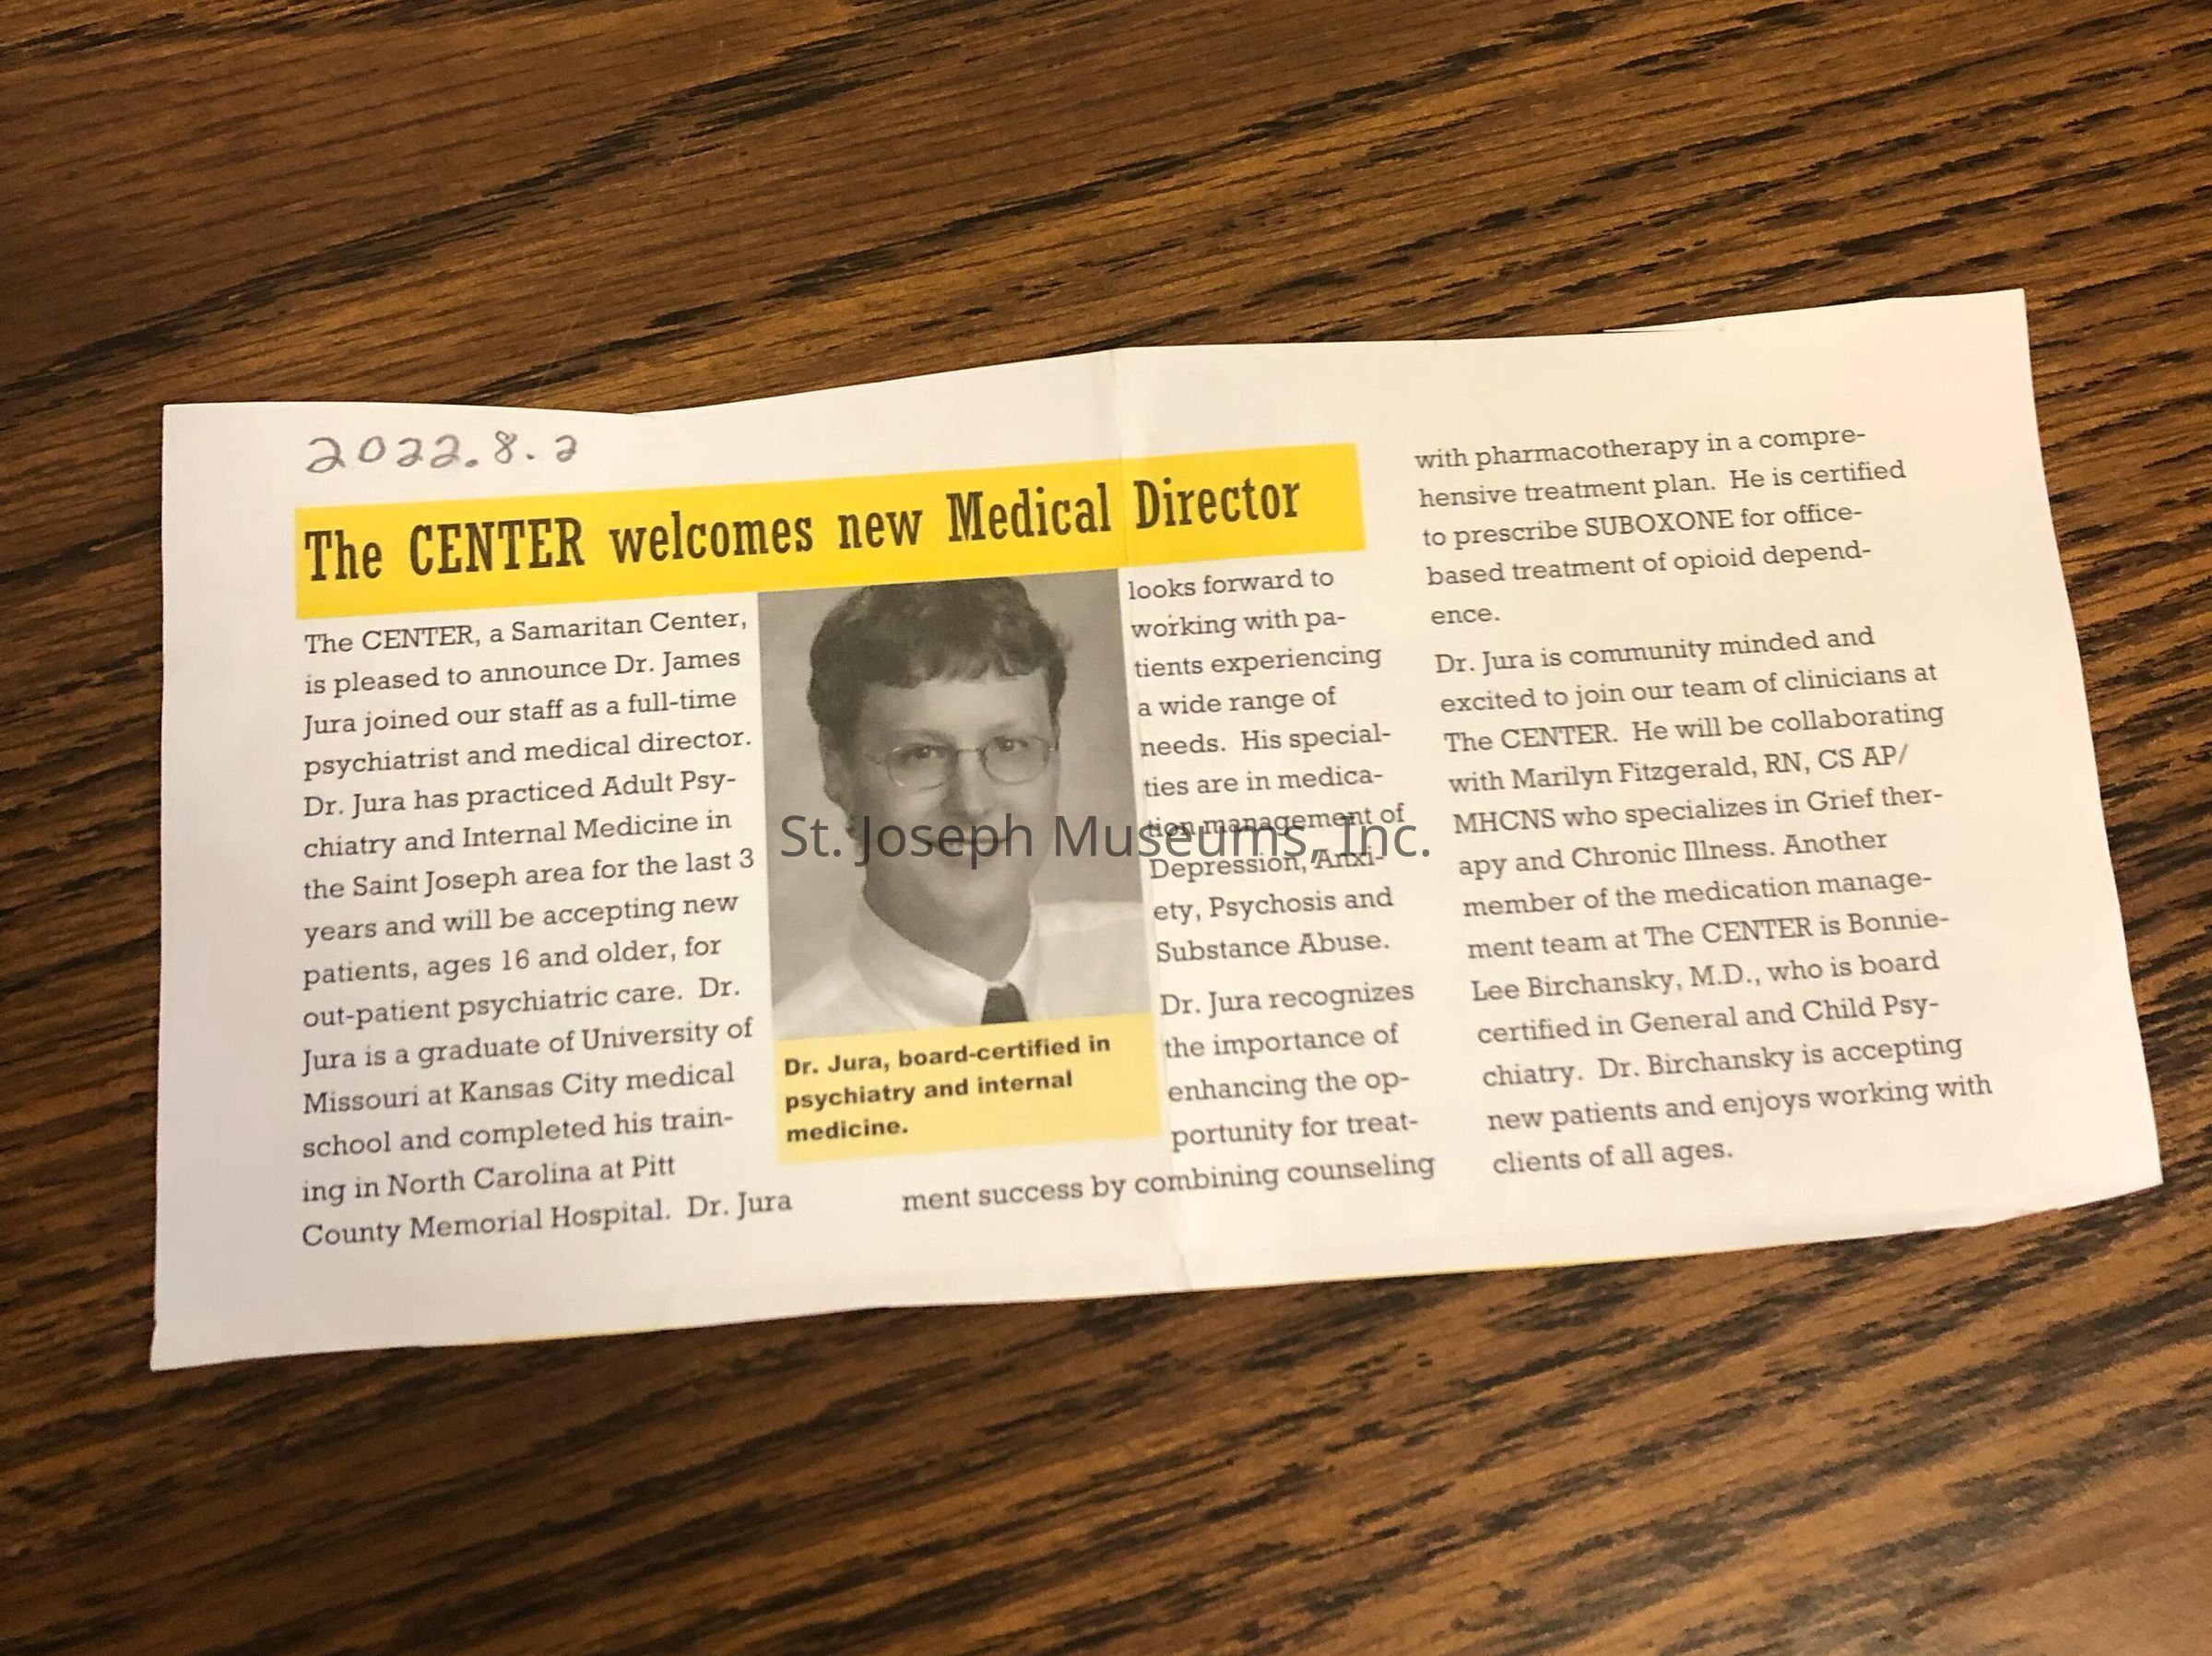 2022.8.2
The CENTER welcomes new Medical Director
The CENTER, a Samaritan Center,
is pleased to announce Dr. James
Jura joined our staff as a full-time
psychiatrist and medical director.
Dr. Jura has practiced Adult Psy-
chiatry and Internal Medicine in
the Saint Joseph area for the last 3
years and will be accepting new
patients, ages 16 and older, for
out-patient psychiatric care. Dr.
Jura is a graduate of University of
Missouri at Kansas City medical
school and completed his train-
ing in North Carolina at Pitt
County Memorial Hospital. Dr. Jura
Dr. Jura, board-certified in
psychiatry and internal
medicine.
looks forward to
working with pa-
tients experiencing
a wide range of
needs. His special-
ties are in medica-
tion management of
Depression, Anxi-
ety, Psychosis and
Substance Abuse.
Dr. Jura recognizes
the importance of
enhancing the op-
portunity for treat-
ment success by combining counseling
with pharmacotherapy in a compre-
hensive treatment plan. He is certified
to prescribe SUBOXONE for office-
based treatment of opioid depend-
ence.
Dr. Jura is community minded and
excited to join our team of clinicians at
The CENTER. He will be collaborating
with Marilyn Fitzgerald, RN, CS AP/
MHCNS who specializes in Grief ther-
apy and Chronic Illness. Another
member of the medication manage-
ment team at The CENTER is Bonnie-
Lee Birchansky, M.D., who is board
certified in General and Child Psy-
chiatry. Dr. Birchansky is accepting
new patients and enjoys working with
clients of all ages.
St. Joseph Museums, Inc.